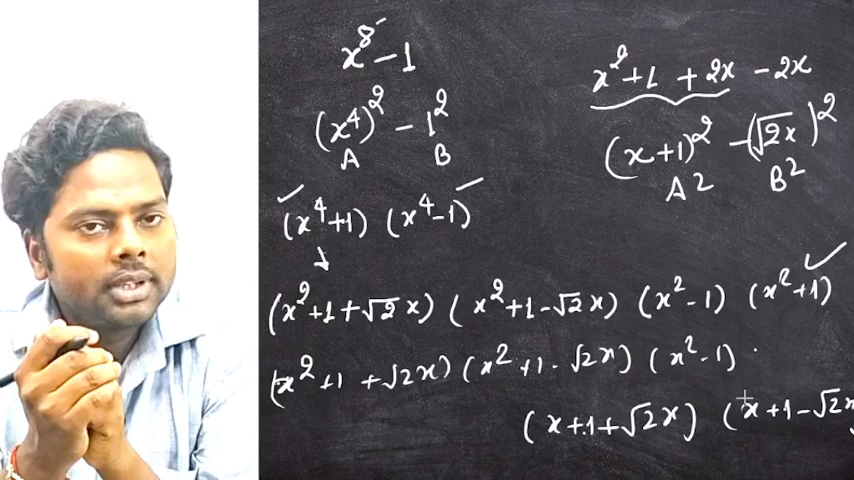 x⁸ - 1
(x⁴)² - 1²
A B
(x⁴+1) (x⁴-1)
(x²+1+√2x) (x²+1-√2x) (x²-1) (x²+1)
(x²+1+√2x) (x²+1-√2x) (x²-1)
(x+1+√2x) (x+1-√2x
x²+1 + 2x - 2x
(x+1)² - (√2x)²
A² B²